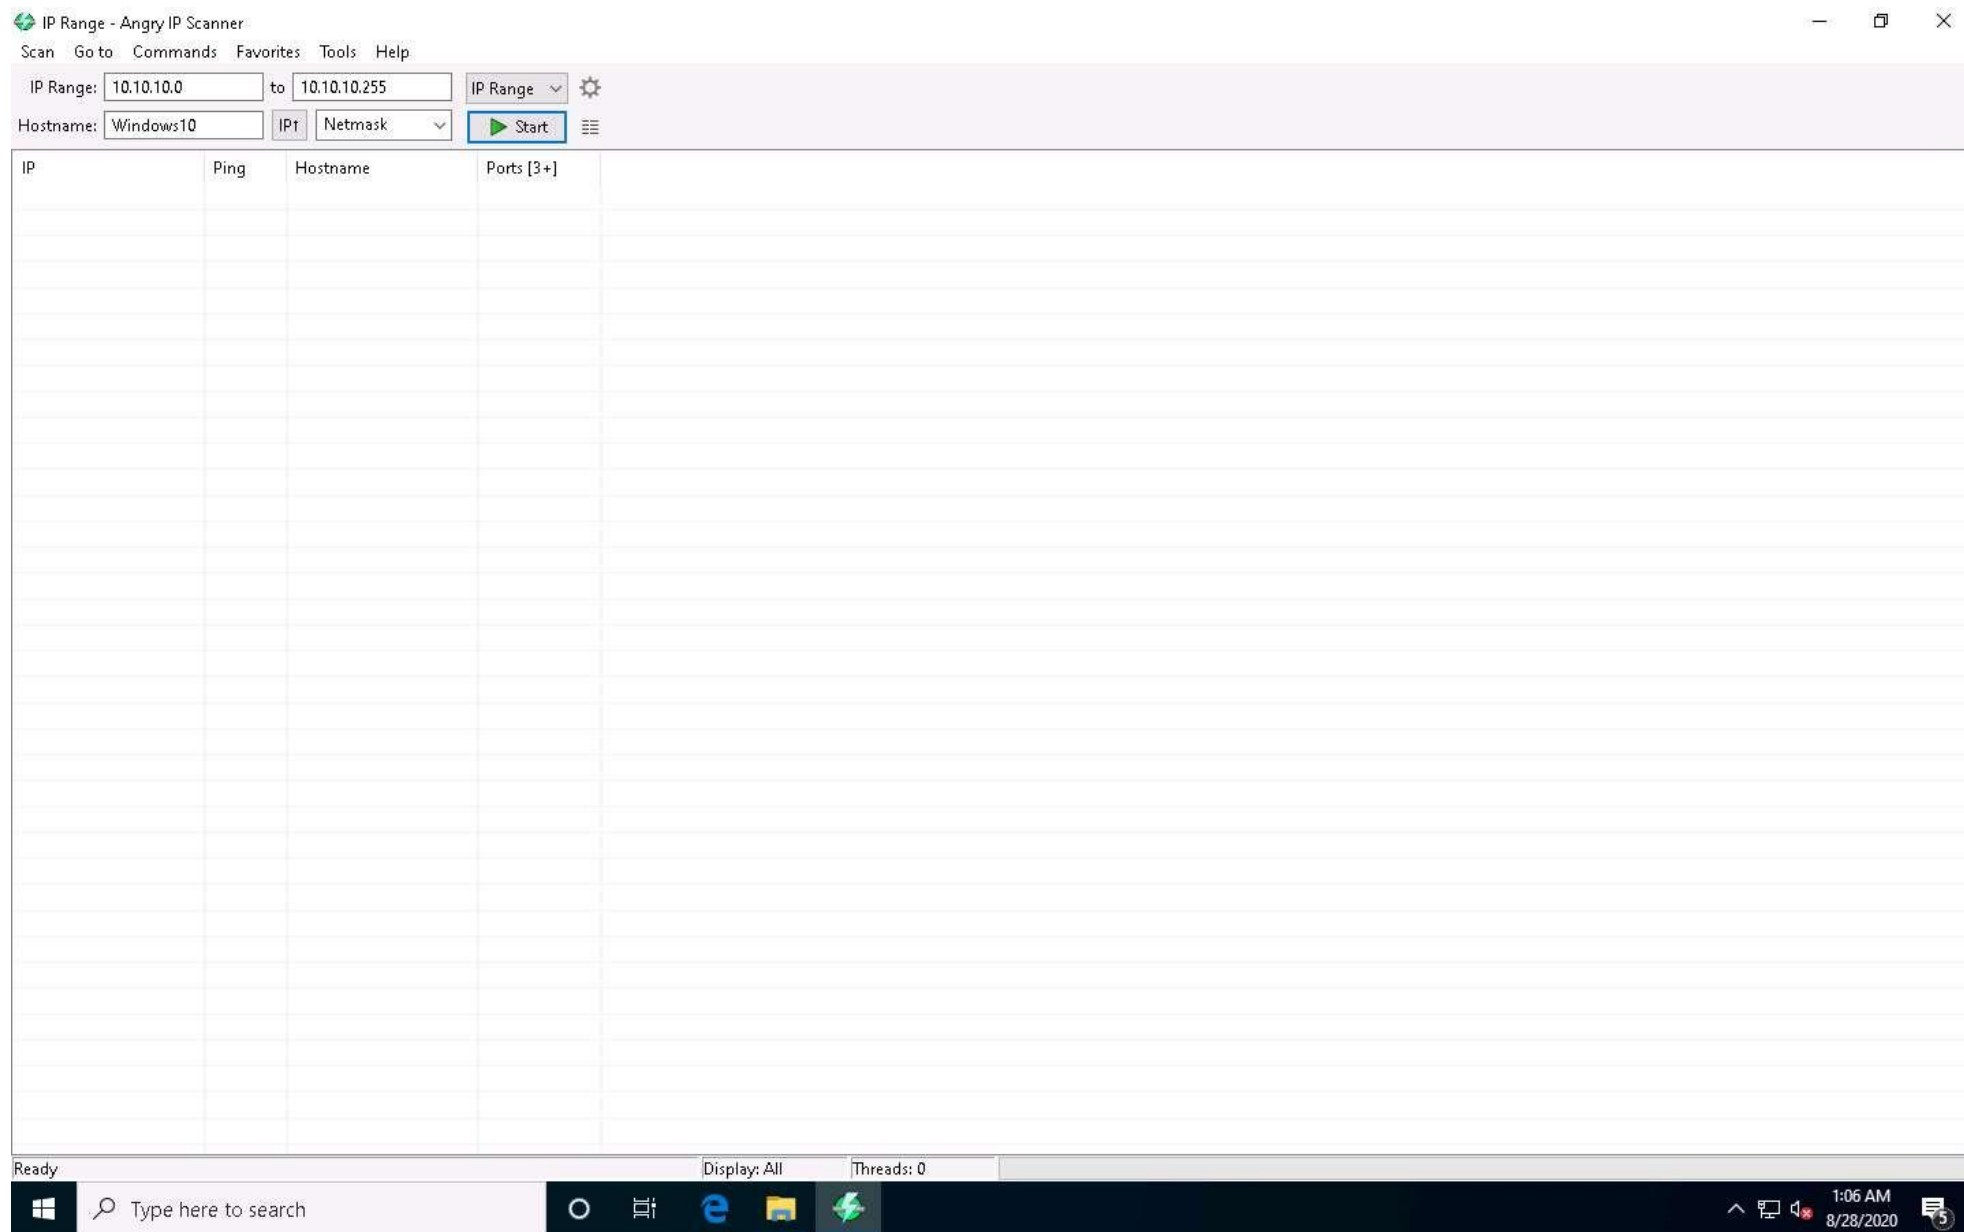 IP Range - Angry IP Scanner
Scan Go to Commands Favorites Tools Help
IP Range: 10.10.10.0 to 10.10.10.255 IP Range
Hostname: Windows10 IP↑ Netmask Start
IP Ping Hostname Ports [3+]
Ready Display: All Threads: 0
Type here to search
1:06 AM
8/28/2020
5